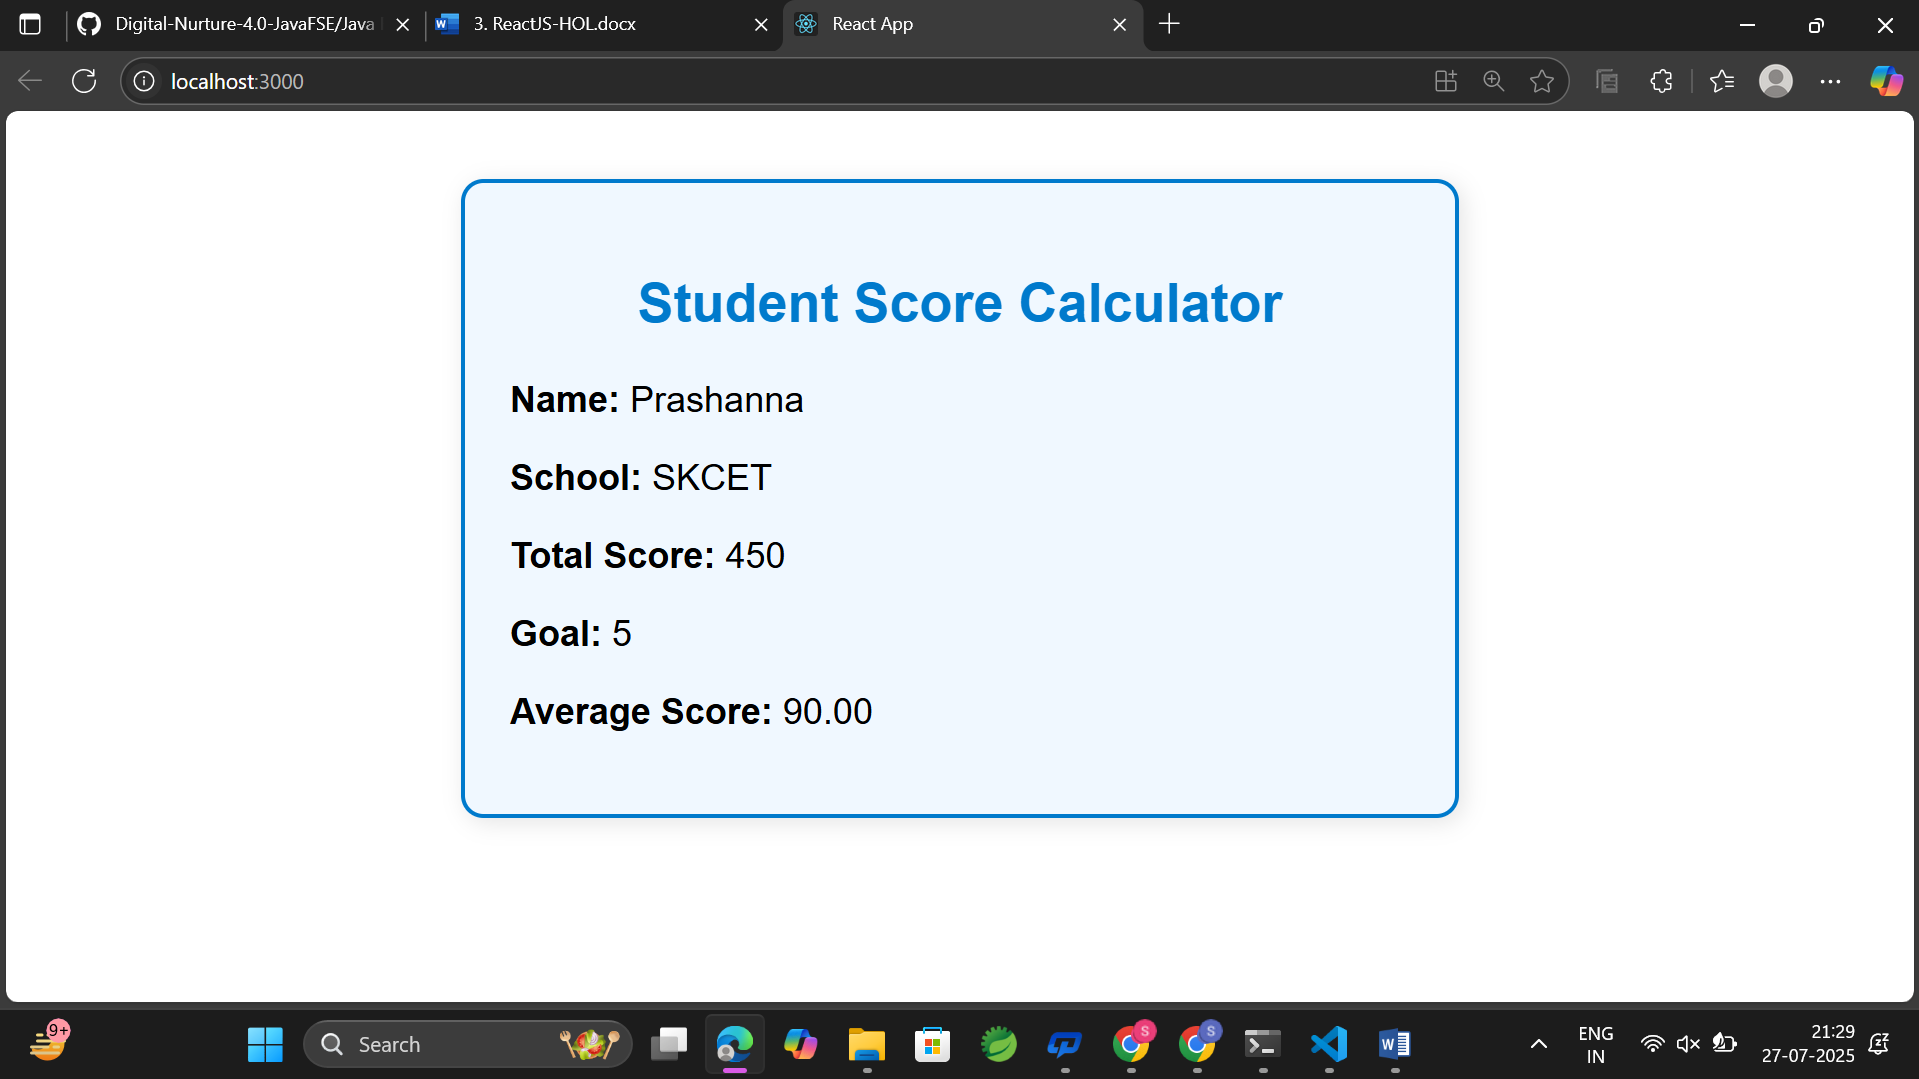 Digital-Nurture-4.0-JavaFSE/Java
3. ReactJS-HOL.docx
React App
localhost:3000
Student Score Calculator
Name: Prashanna
School: SKCET
Total Score: 450
Goal: 5
Average Score: 90.00
9+
Search
S
S
ENG
IN
21:29
27-07-2025